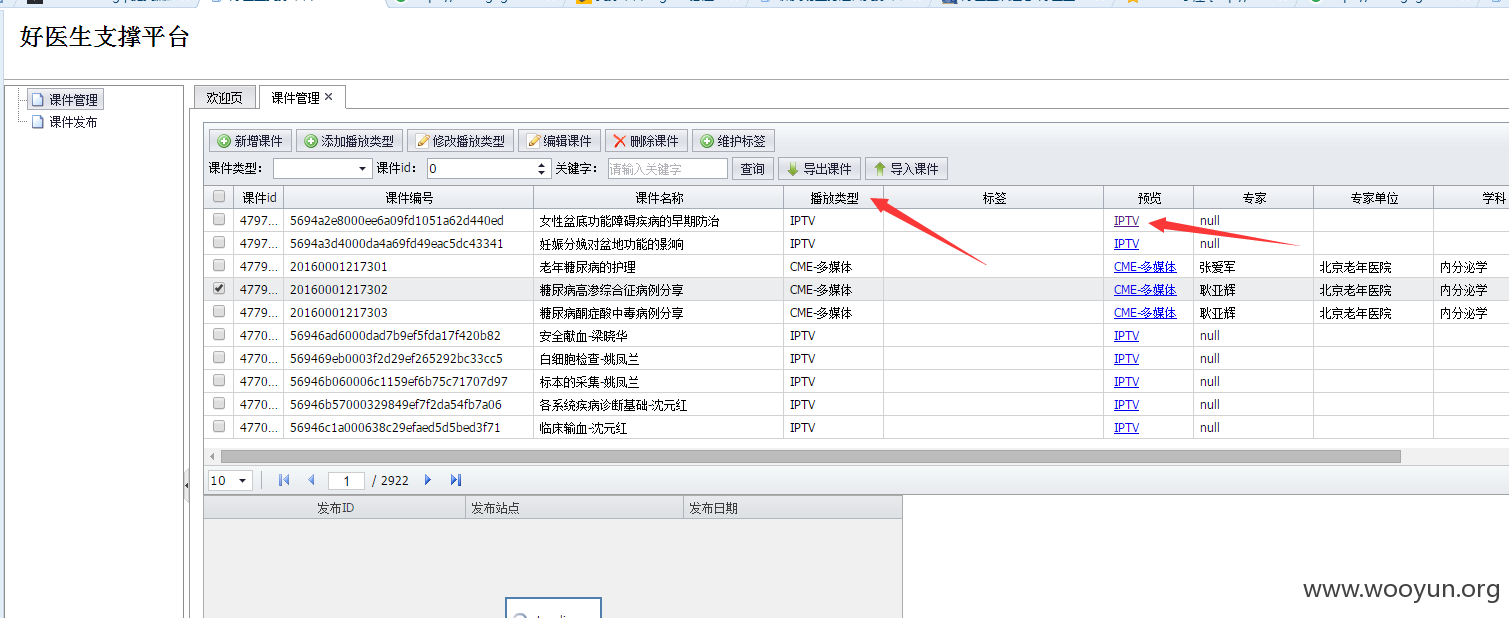 好医生支撑平台
课件管理
课件发布
欢迎页 课件管理 ×
新增课件 添加播放类型 修改播放类型 编辑课件 删除课件 维护标签
课件类型： 课件id： 0 关键字： 请输入关键字 查询 导出课件 导入课件
课件id 课件编号 课件名称 播放类型 标签 预览 专家 专家单位 学科
4797... 5694a2e8000ee6a09fd1051a62d440ed 女性盆底功能障碍疾病的早期防治 IPTV IPTV null
4797... 5694a3d4000da4a69fd49eac5dc43341 妊娠分娩对盆地功能的影响 IPTV IPTV null
4779... 20160001217301 老年糖尿病的护理 CME-多媒体 CME-多媒体 张爱军 北京老年医院 内分泌学
4779... 20160001217302 糖尿病高渗综合征病例分享 CME-多媒体 CME-多媒体 耿亚辉 北京老年医院 内分泌学
4779... 20160001217303 糖尿病酮症酸中毒病例分享 CME-多媒体 CME-多媒体 耿亚辉 北京老年医院 内分泌学
4770... 56946ad6000dad7b9ef5fda17f420b82 安全献血-梁晓华 IPTV IPTV null
4770... 569469eb0003f2d29ef265292bc33cc5 白细胞检查-姚凤兰 IPTV IPTV null
4770... 56946b060006c1159ef6b75c71707d97 标本的采集-姚凤兰 IPTV IPTV null
4770... 56946b57000329849ef7f2da54fb7a06 各系统疾病诊断基础-沈元红 IPTV IPTV null
4770... 56946c1a000638c29efaed5d5bed3f71 临床输血-沈元红 IPTV IPTV null
10 1 / 2922
发布ID 发布站点 发布日期
www.wooyun.org